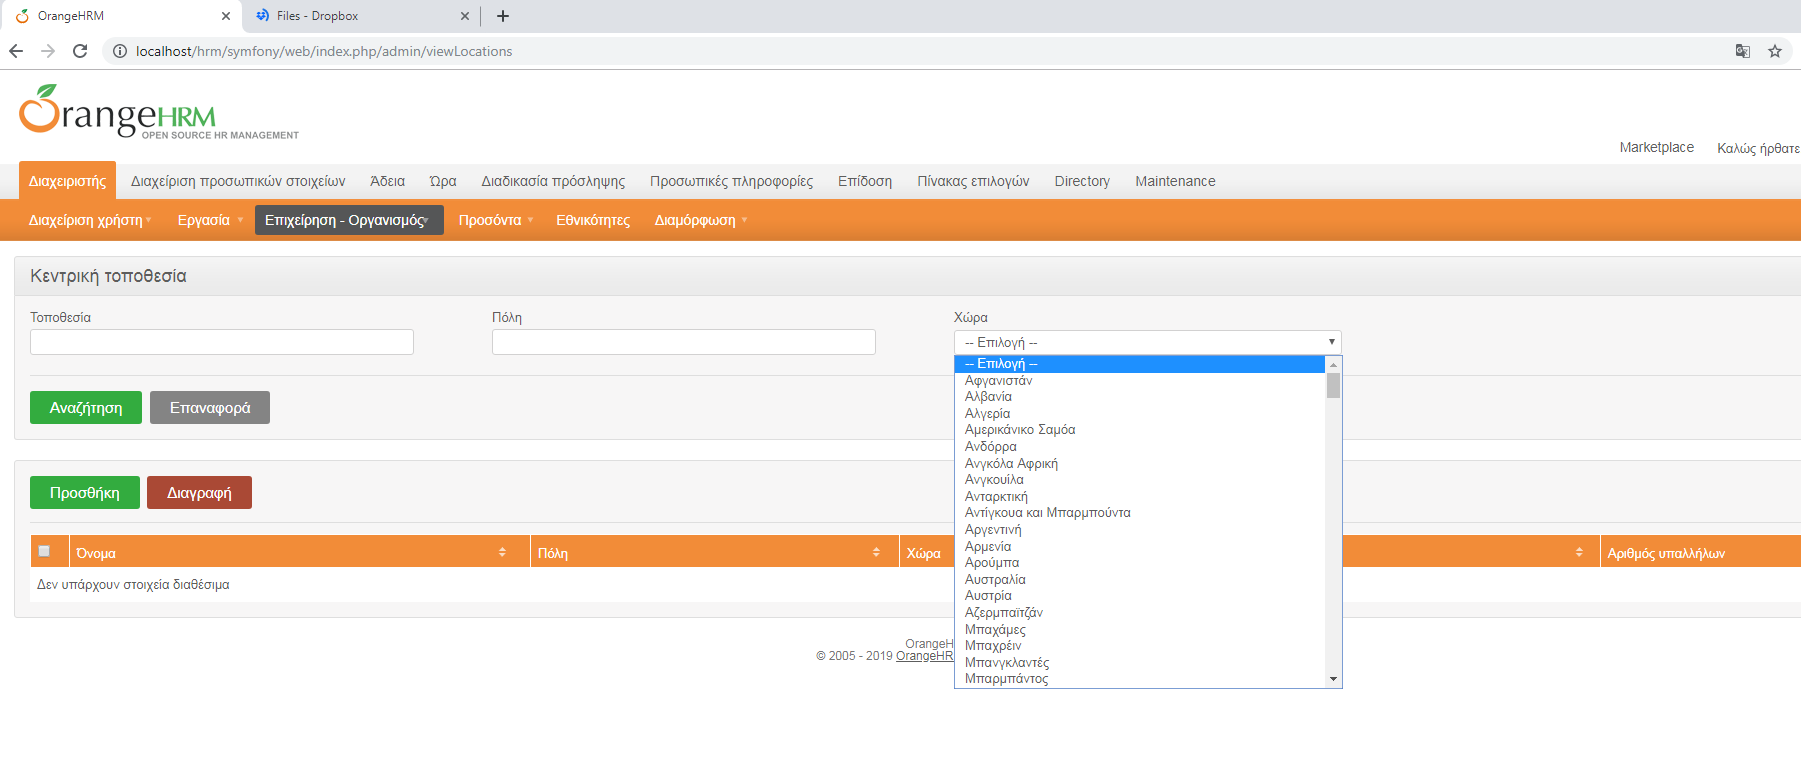 OrangeHRM
Files - Dropbox
localhost/hrm/symfony/web/index.php/admin/viewLocations
OrangeHRM
OPEN SOURCE HR MANAGEMENT
Marketplace Καλώς ήρθατε
Διαχειριστής Διαχείριση προσωπικών στοιχείων Άδεια Ώρα Διαδικασία πρόσληψης Προσωπικές πληροφορίες Επίδοση Πίνακας επιλογών Directory Maintenance
Διαχείριση χρήστη Εργασία Επιχείρηση - Οργανισμός Προσόντα Εθνικότητες Διαμόρφωση
Κεντρική τοποθεσία
Τοποθεσία Πόλη Χώρα
-- Επιλογή --
-- Επιλογή --
Αφγανιστάν
Αλβανία
Αλγερία
Αμερικάνικο Σαμόα
Ανδόρρα
Ανγκόλα Αφρική
Ανγκουίλα
Ανταρκτική
Αντίγκουα και Μπαρμπούντα
Αργεντινή
Αρμενία
Αρούμπα
Αυστραλία
Αυστρία
Αζερμπαϊτζάν
Μπαχάμες
Μπαχρέιν
Μπανγκλαντές
Μπαρμπάντος
Αναζήτηση Επαναφορά
Προσθήκη Διαγραφή
Όνομα Πόλη Χώρα Αριθμός υπαλλήλων
Δεν υπάρχουν στοιχεία διαθέσιμα
OrangeH
© 2005 - 2019 OrangeHR